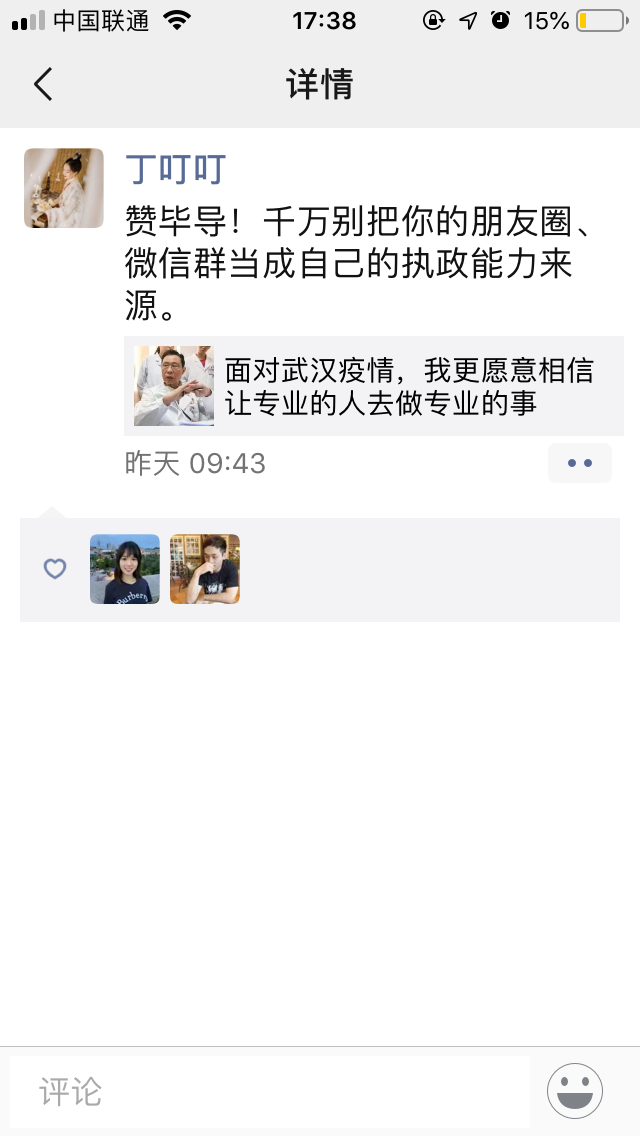 中国联通 17:38 15%
详情
丁叮叮
赞毕导！千万别把你的朋友圈、
微信群当成自己的执政能力来
源。
面对武汉疫情，我更愿意相信
让专业的人去做专业的事
昨天 09:43
Burberry
评论